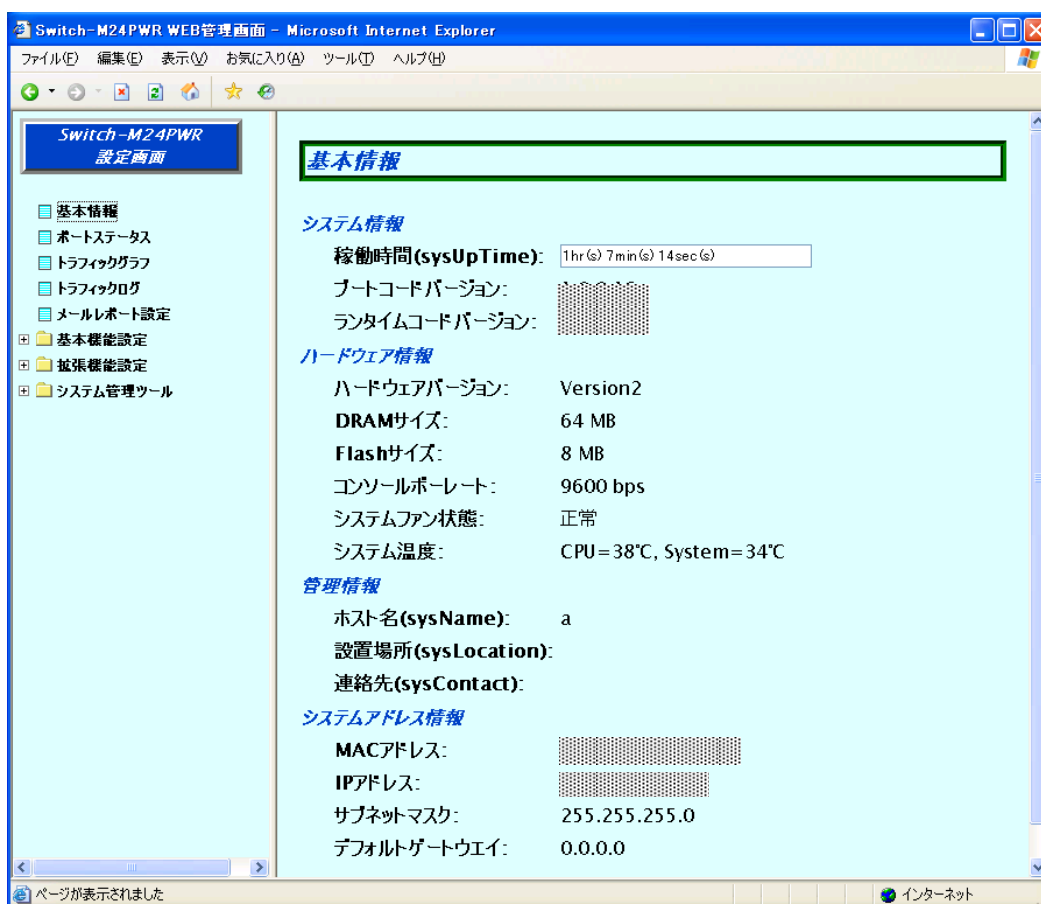 Switch-M24PWR WEB管理画面 - Microsoft Internet Explorer
ファイル(F) 編集(E) 表示(V) お気に入り(A) ツール(T) ヘルプ(H)
Switch-M24PWR
設定画面
基本情報
ポートステータス
トラフィックグラフ
トラフィックログ
メールレポート設定
基本機能設定
拡張機能設定
システム管理ツール
基本情報
システム情報
稼働時間(sysUpTime): 1hr(s) 7min(s) 14sec(s)
ブートコードバージョン:
ランタイムコードバージョン:
ハードウェア情報
ハードウェアバージョン: Version2
DRAMサイズ: 64 MB
Flashサイズ: 8 MB
コンソールボーレート: 9600 bps
システムファン状態: 正常
システム温度: CPU=38℃, System=34℃
管理情報
ホスト名(sysName): a
設置場所(sysLocation):
連絡先(sysContact):
システムアドレス情報
MACアドレス:
IPアドレス:
サブネットマスク: 255.255.255.0
デフォルトゲートウエイ: 0.0.0.0
ページが表示されました インターネット